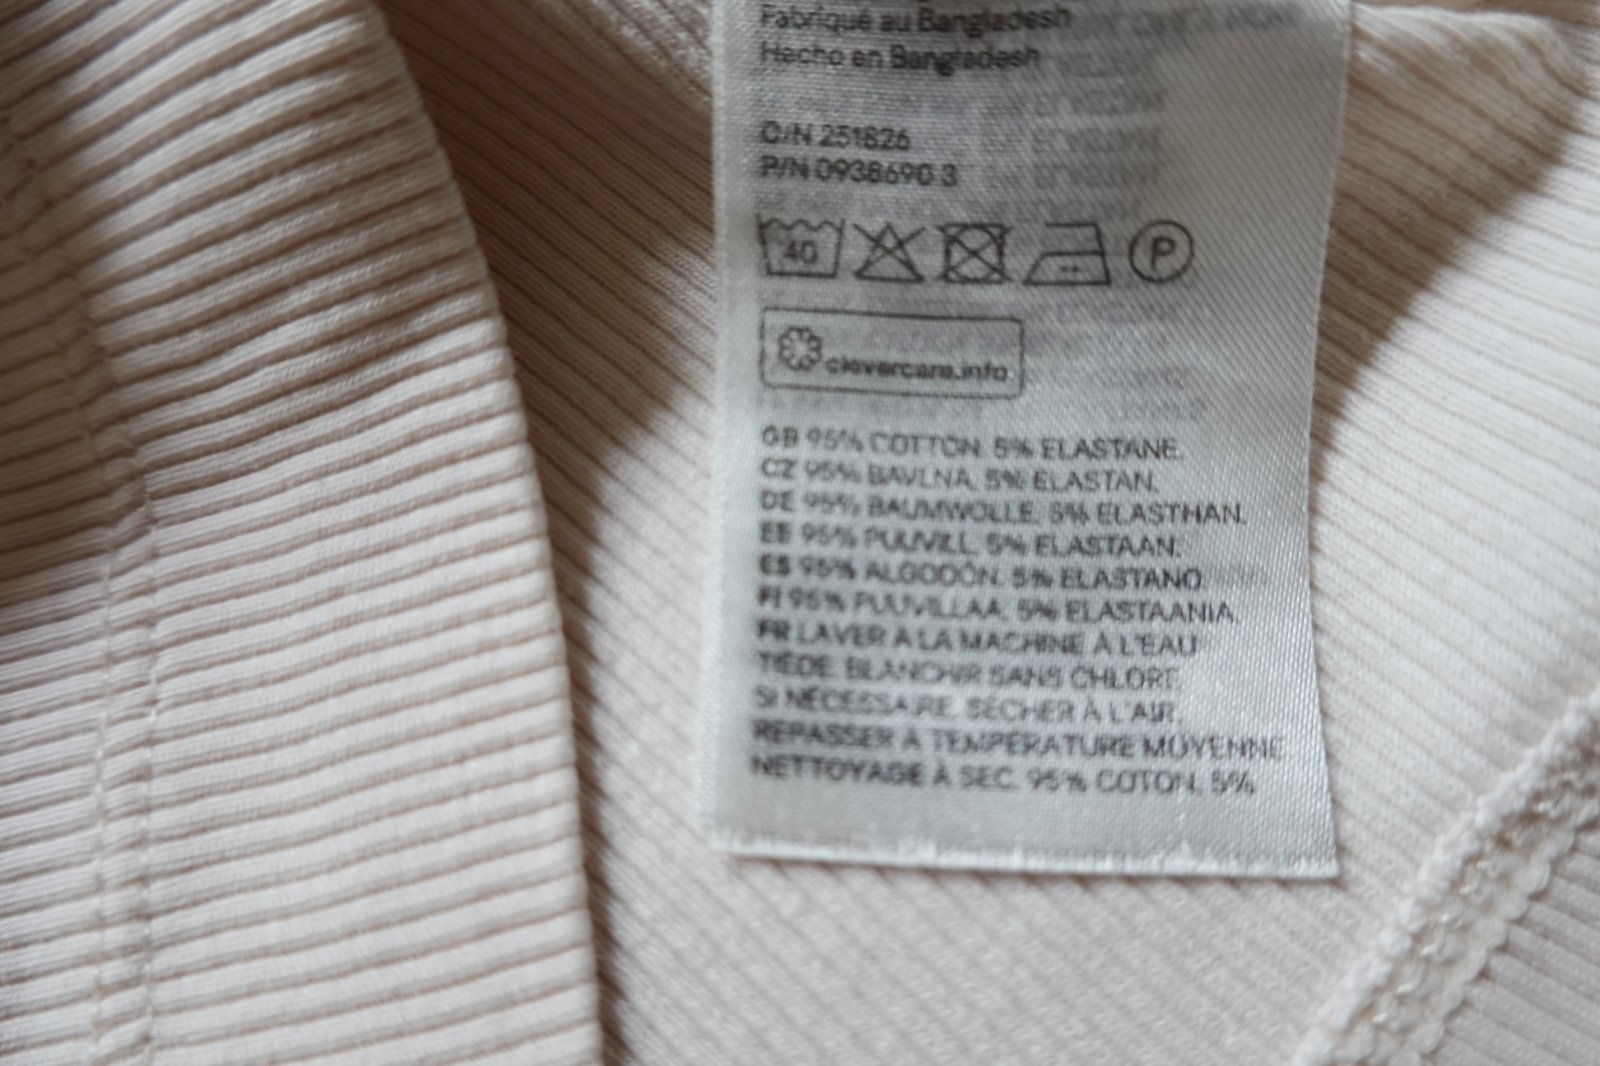 Fabriqué au Bangladesh
Hecho en Bangladesh
O/N 251826
P/N 0938690 3
40
P
clevercare.info
GB 95% COTTON. 5% ELASTANE.
CZ 95% BAVLNA, 5% ELASTAN.
DE 95% BAUMWOLLE. 5% ELASTHAN.
EE 95% PUUVILL, 5% ELASTAAN.
ES 95% ALGODÓN. 5% ELASTANO.
FI 95% PUUVILLAA, 5% ELASTAANIA.
FR LAVER À LA MACHINE À L'EAU
TIÈDE. BLANCHIR SANS CHLORE
SI NÉCESSAIRE. SÉCHER À L'AIR.
REPASSER À TEMPÉRATURE MOYENNE
NETTOYAGE À SEC. 95% COTON, 5%